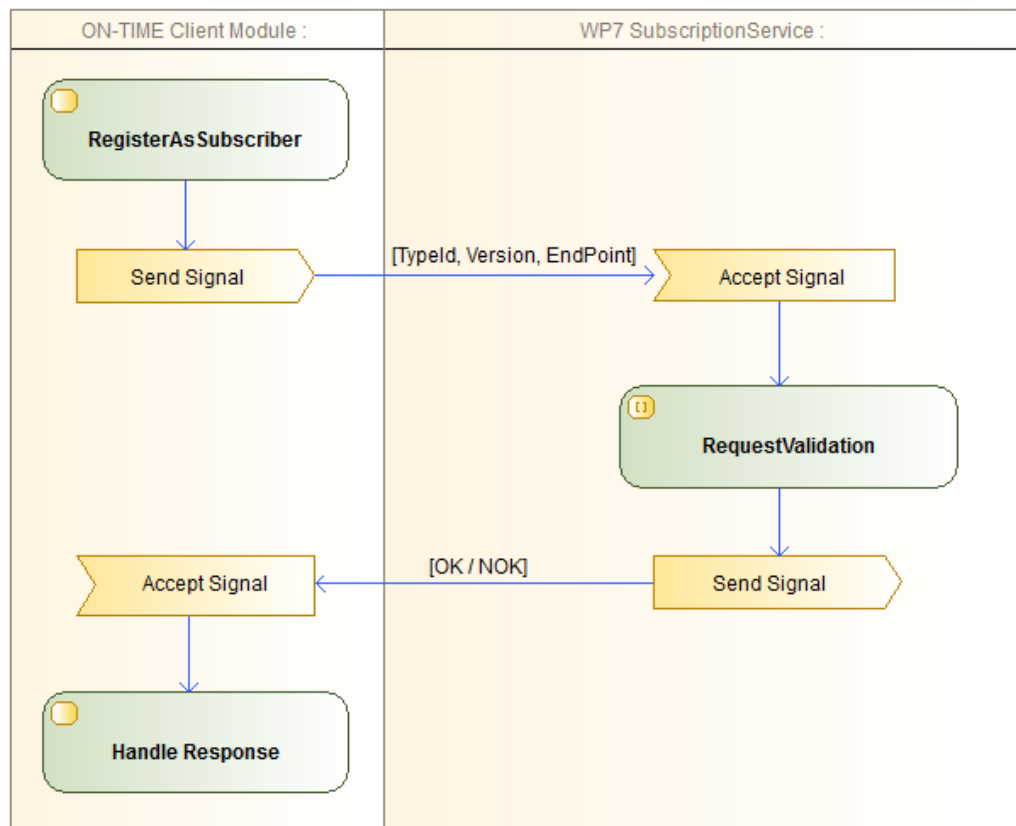 ON-TIME Client Module :
WP7 SubscriptionService :
RegisterAsSubscriber
Send Signal
[TypeId, Version, EndPoint]
Accept Signal
[]
RequestValidation
[OK / NOK]
Accept Signal
Send Signal
Handle Response